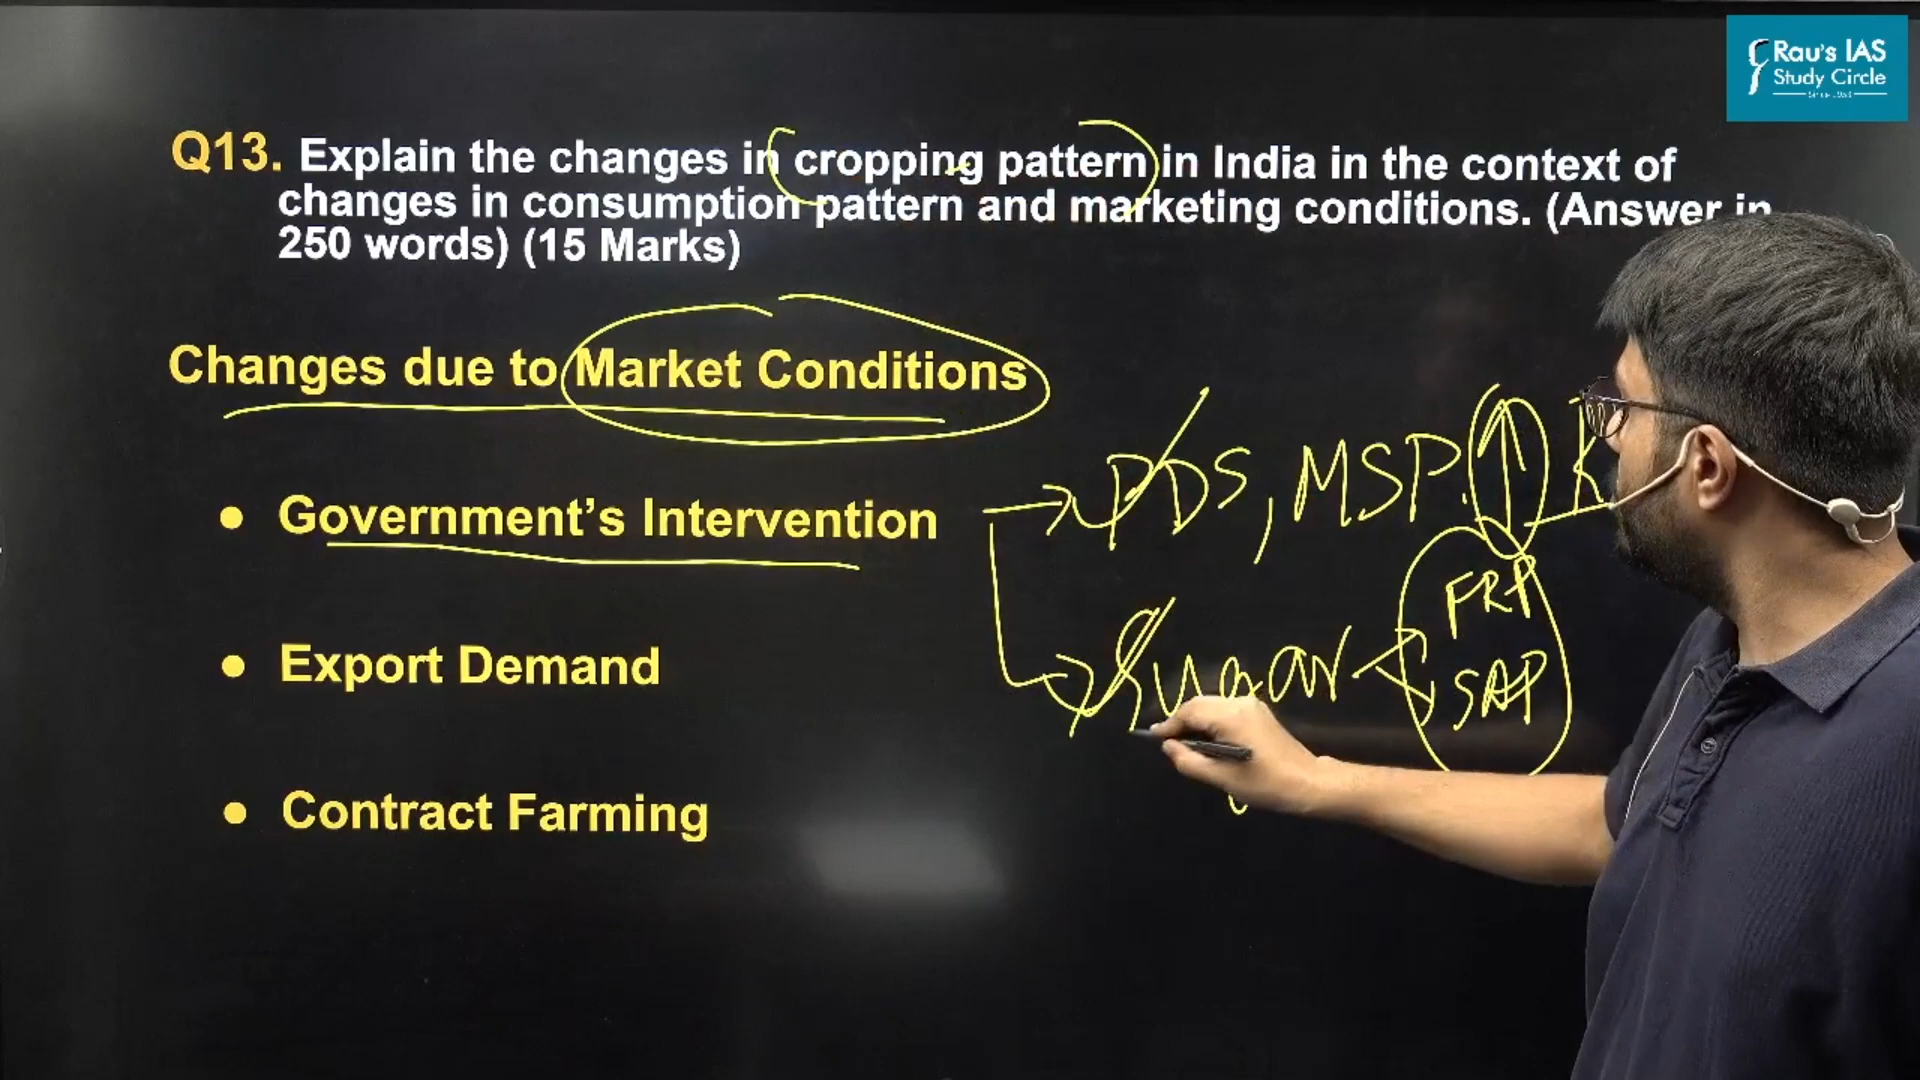 Rau's IAS
Study Circle
Q13. Explain the changes in cropping pattern in India in the context of
changes in consumption pattern and marketing conditions. (Answer in
250 words) (15 Marks)
Changes due to Market Conditions
• Government's Intervention
PDS, MSP. ↑
FRP
Sugar
SAP
• Export Demand
• Contract Farming